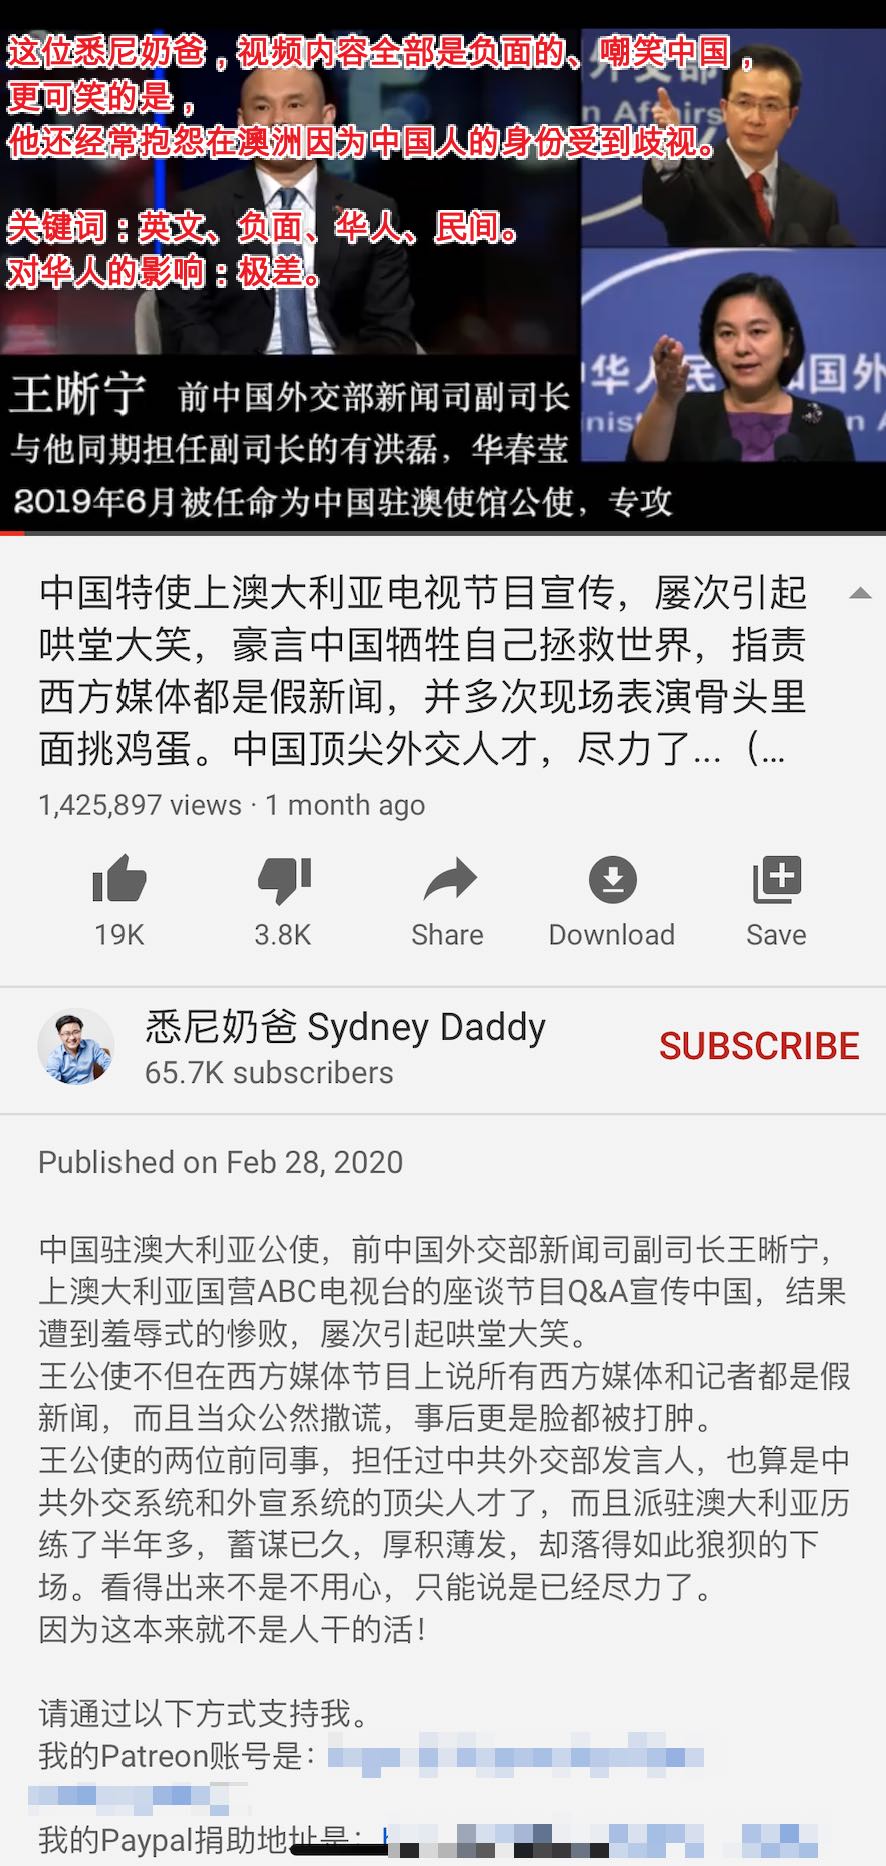 这位悉尼奶爸，视频内容全部是负面的、嘲笑中国，
更可笑的是，
他还经常抱怨在澳洲因为中国人的身份受到歧视。
关键词：英文、负面、华人、民间。
对华人的影响：极差。
外交部
n Affairs
华人民
和国外
inist
n A
王晰宁 前中国外交部新闻司副司长
与他同期担任副司长的有洪磊，华春莹
2019年6月被任命为中国驻澳使馆公使，专攻
中国特使上澳大利亚电视节目宣传，屡次引起
哄堂大笑，豪言中国牺牲自己拯救世界，指责
西方媒体都是假新闻，并多次现场表演骨头里
面挑鸡蛋。中国顶尖外交人才，尽力了...（...
1,425,897 views · 1 month ago
19K
3.8K
Share
Download
Save
悉尼奶爸 Sydney Daddy
65.7K subscribers
SUBSCRIBE
Published on Feb 28, 2020
中国驻澳大利亚公使，前中国外交部新闻司副司长王晰宁，
上澳大利亚国营ABC电视台的座谈节目Q&A宣传中国，结果
遭到羞辱式的惨败，屡次引起哄堂大笑。
王公使不但在西方媒体节目上说所有西方媒体和记者都是假
新闻，而且当众公然撒谎，事后更是脸都被打肿。
王公使的两位前同事，担任过中共外交部发言人，也算是中
共外交系统和外宣系统的顶尖人才了，而且派驻澳大利亚历
练了半年多，蓄谋已久，厚积薄发，却落得如此狼狈的下
场。看得出来不是不用心，只能说是已经尽力了。
因为这本来就不是人干的活！
请通过以下方式支持我。
我的Patreon账号是：
我的Paypal捐助地址是：